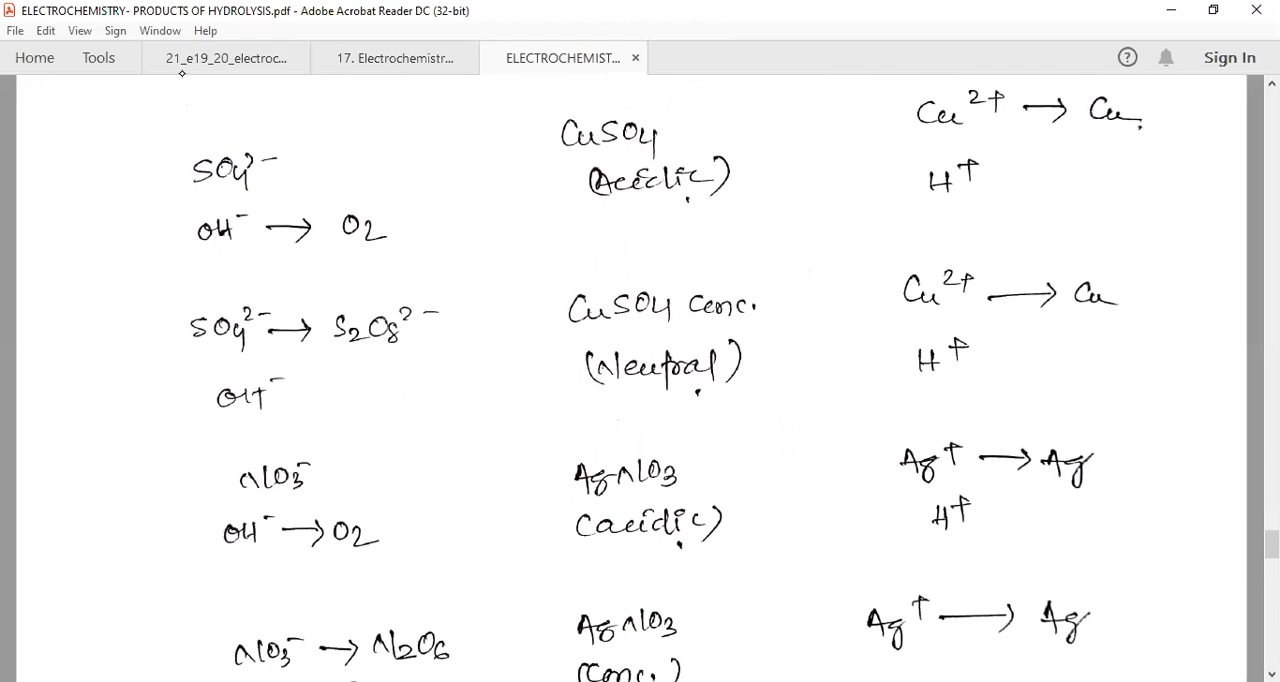 ELECTROCHEMISTRY- PRODUCTS OF HYDROLYSIS.pdf - Adobe Acrobat Reader DC (32-bit)
File Edit View Sign Window Help
Home Tools 21_e19_20_electroc... 17. Electrochemistr... ELECTROCHEMIST... × Sign In
Cu²⁺ → Cu
CuSO4
SO4²⁻
(Acidic)
H⁺
OH⁻ → O2
Cu²⁺ → Cu
CuSO4 conc.
SO4²⁻ → S2O8²⁻
(Neutral)
H⁺
OH⁻
Ag⁺ → Ag
NO3⁻
AgNO3
H⁺
OH⁻ → O2
(acidic)
Ag⁺ → Ag
AgNO3
NO3⁻ → N2O6
(conc.)